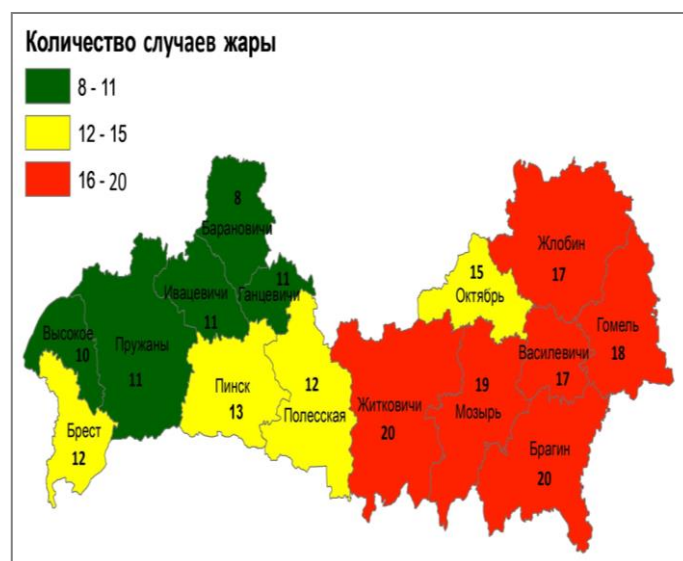 Количество случаев жары
8 - 11
12 - 15
16 - 20
8
Барановичи
Ивацевичи
11
11
Ганцевичи
Высокое
10
Пружаны
11
Брест
12
Пинск
13
12
Полесская
15
Октябрь
Жлобин
17
Гомель
18
Василевичи
17
Житковичи
20
19
Мозырь
Брагин
20